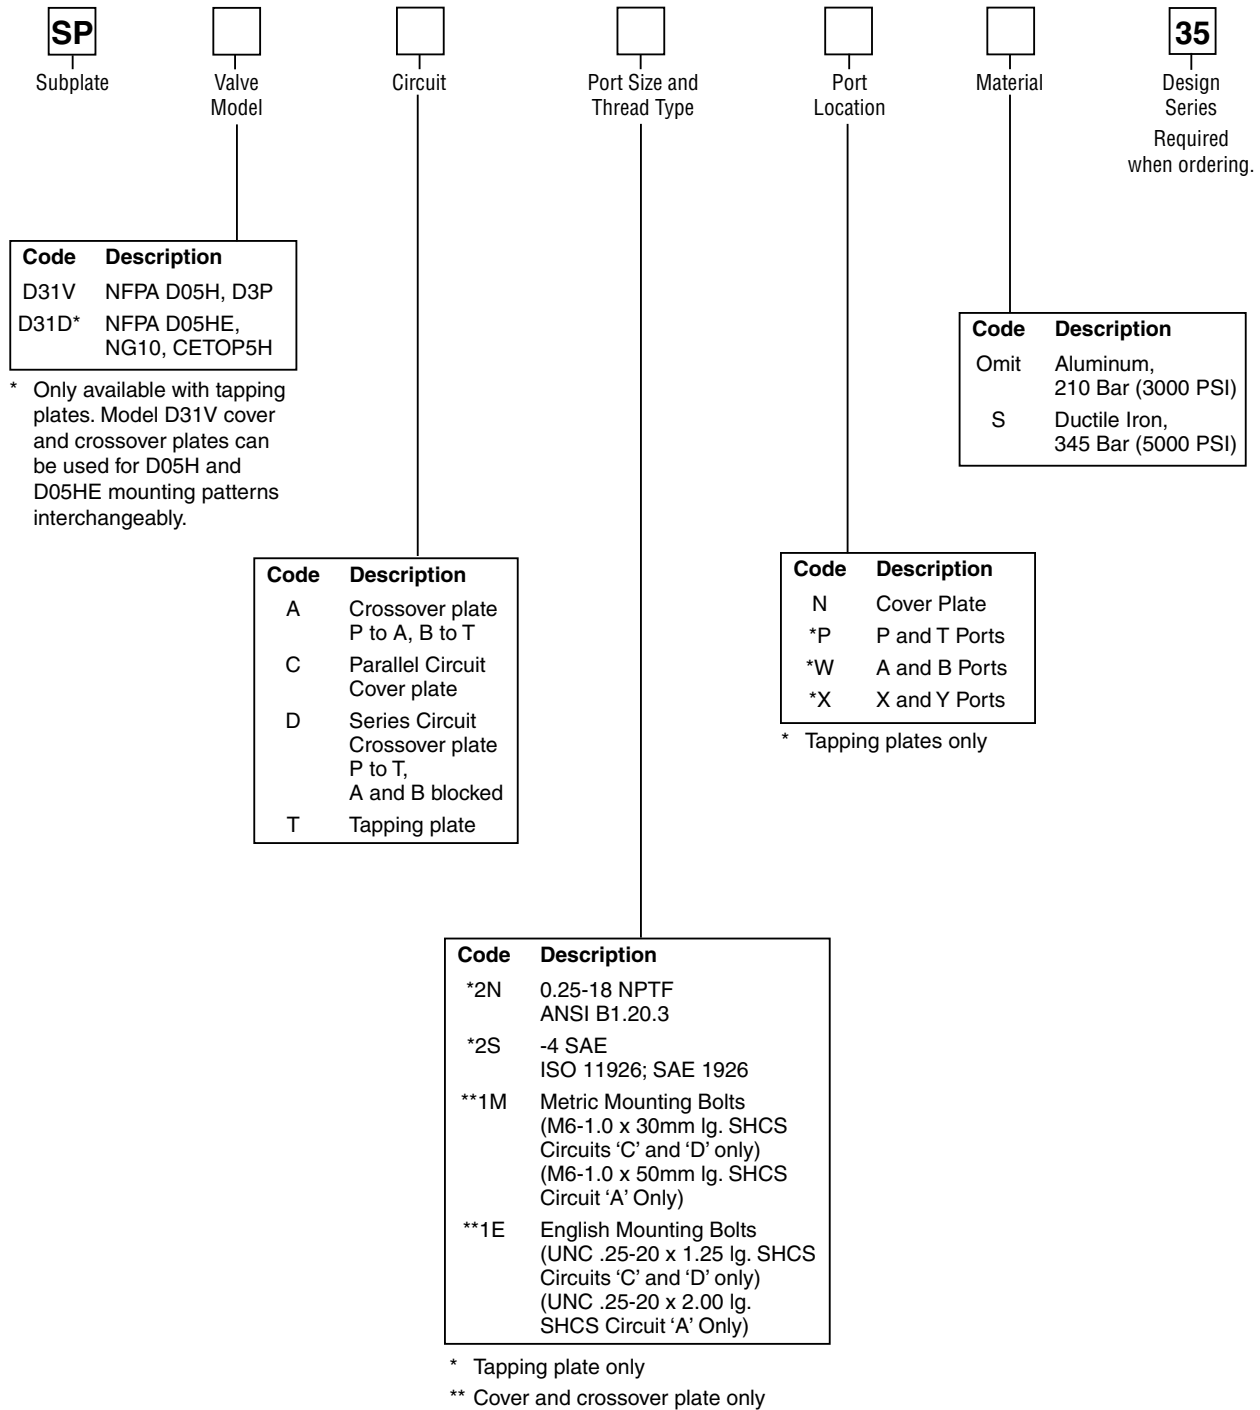 SP
35
Subplate
Valve
Model
Circuit
Port Size and
Thread Type
Port
Location
Material
Design
Series
Required
when ordering.
Code Description
D31V NFPA D05H, D3P
D31D* NFPA D05HE,
NG10, CETOP5H
* Only available with tapping
plates. Model D31V cover
and crossover plates can
be used for D05H and
D05HE mounting patterns
interchangeably.
Code Description
Omit Aluminum,
210 Bar (3000 PSI)
S Ductile Iron,
345 Bar (5000 PSI)
Code Description
A Crossover plate
P to A, B to T
C Parallel Circuit
Cover plate
D Series Circuit
Crossover plate
P to T,
A and B blocked
T Tapping plate
Code Description
N Cover Plate
*P P and T Ports
*W A and B Ports
*X X and Y Ports
* Tapping plates only
Code Description
*2N 0.25-18 NPTF
ANSI B1.20.3
*2S -4 SAE
ISO 11926; SAE 1926
**1M Metric Mounting Bolts
(M6-1.0 x 30mm lg. SHCS
Circuits ‘C’ and ‘D’ only)
(M6-1.0 x 50mm lg. SHCS
Circuit ‘A’ Only)
**1E English Mounting Bolts
(UNC .25-20 x 1.25 lg. SHCS
Circuits ‘C’ and ‘D’ only)
(UNC .25-20 x 2.00 lg.
SHCS Circuit ‘A’ Only)
* Tapping plate only
** Cover and crossover plate only